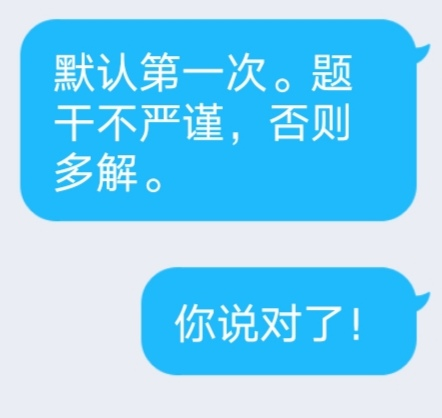 默认第一次。题
干不严谨，否则
多解。
你说对了！